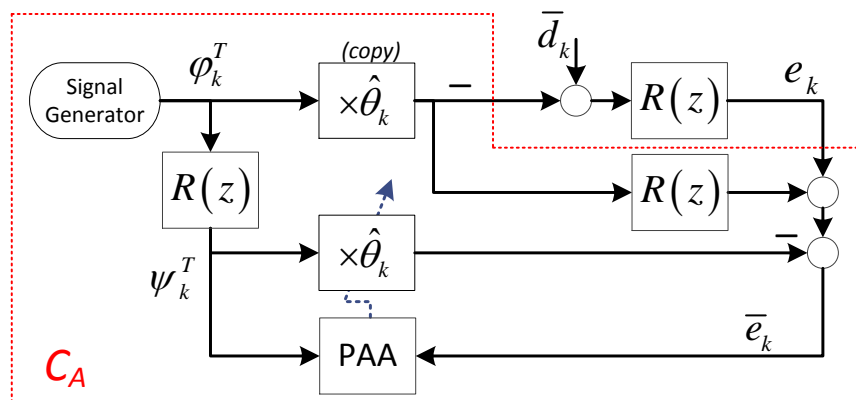 (copy)
Signal
Generator
φₖᵀ
×θ̂ₖ
−
d̄ₖ
R(z)
eₖ
R(z)
R(z)
ψₖᵀ
×θ̂ₖ
−
PAA
ēₖ
C_A